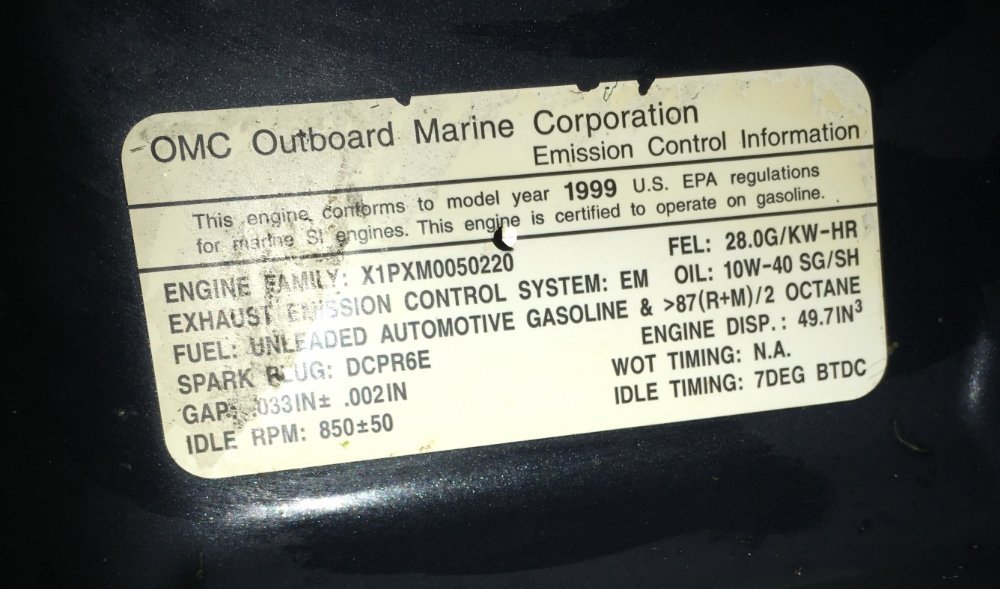 OMC Outboard Marine Corporation
Emission Control Information
This engine conforms to model year 1999 U.S. EPA regulations
for marine SI engines. This engine is certified to operate on gasoline.
ENGINE FAMILY: X1PXM0050220 FEL: 28.0G/KW-HR
EXHAUST EMISSION CONTROL SYSTEM: EM OIL: 10W-40 SG/SH
FUEL: UNLEADED AUTOMOTIVE GASOLINE & >87(R+M)/2 OCTANE
SPARK PLUG: DCPR6E ENGINE DISP.: 49.7IN³
GAP: .033IN± .002IN WOT TIMING: N.A.
IDLE RPM: 850±50 IDLE TIMING: 7DEG BTDC